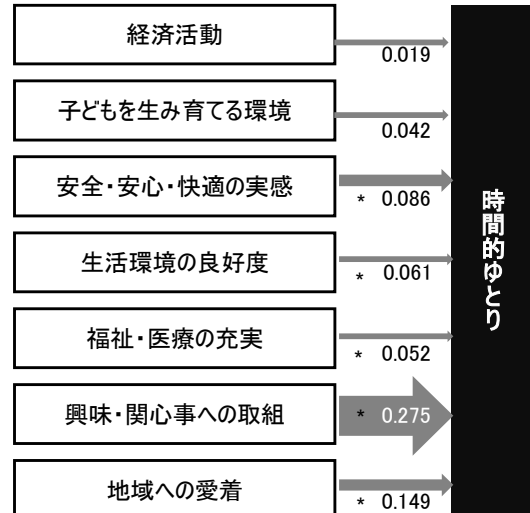 経済活動
0.019
子どもを生み育てる環境
0.042
安全・安心・快適の実感
* 0.086
生活環境の良好度
* 0.061
福祉・医療の充実
* 0.052
興味・関心事への取組
* 0.275
地域への愛着
* 0.149
時間的ゆとり